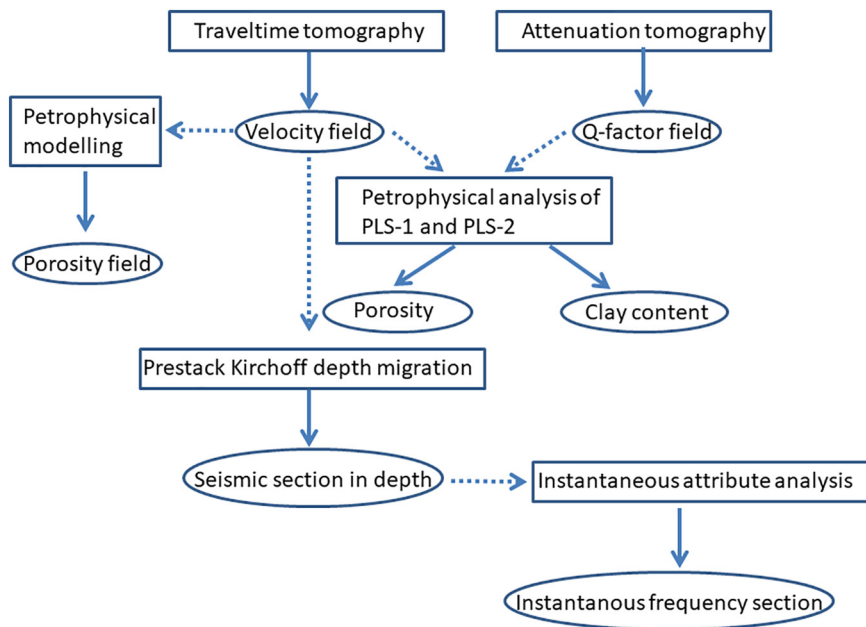 Traveltime tomography
Attenuation tomography
Petrophysical
modelling
Velocity field
Q-factor field
Petrophysical analysis of
PLS-1 and PLS-2
Porosity field
Porosity
Clay content
Prestack Kirchoff depth migration
Seismic section in depth
Instantaneous attribute analysis
Instantanous frequency section